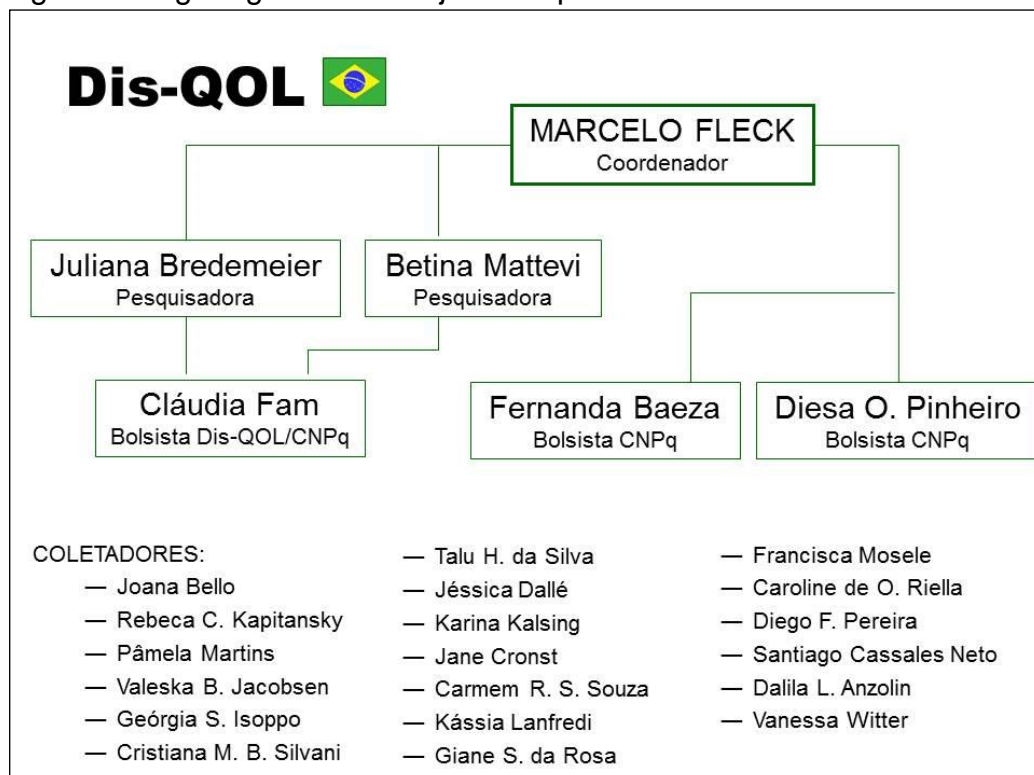 Dis-QOL
MARCELO FLECK
Coordenador
Juliana Bredemeier
Pesquisadora
Betina Mattevi
Pesquisadora
Cláudia Fam
Bolsista Dis-QOL/CNPq
Fernanda Baeza
Bolsista CNPq
Diesa O. Pinheiro
Bolsista CNPq
COLETADORES:
— Joana Bello
— Rebeca C. Kapitansky
— Pâmela Martins
— Valeska B. Jacobsen
— Geórgia S. Isoppo
— Cristiana M. B. Silvani
— Talu H. da Silva
— Jéssica Dallé
— Karina Kalsing
— Jane Cronst
— Carmem R. S. Souza
— Kássia Lanfredi
— Giane S. da Rosa
— Francisca Mosele
— Caroline de O. Riella
— Diego F. Pereira
— Santiago Cassales Neto
— Dalila L. Anzolin
— Vanessa Witter